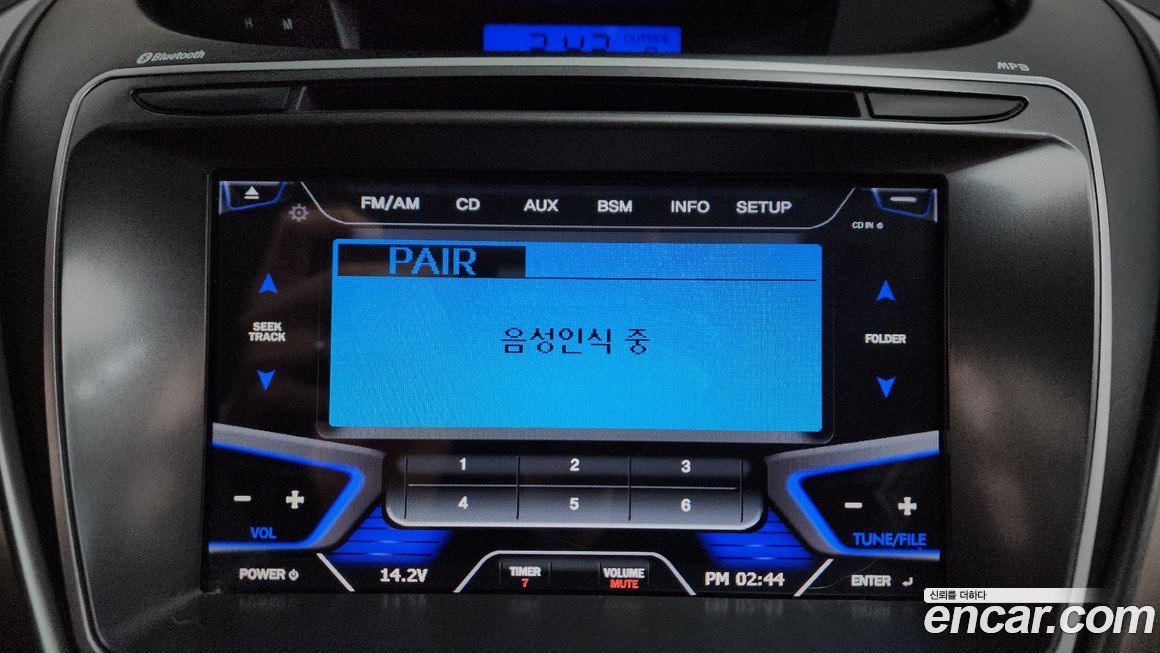 H M
OUTSIDE
Bluetooth
MP3
FM/AM CD AUX BSM INFO SETUP
CD IN
PAIR
SEEK
TRACK
FOLDER
음성인식 중
1 2 3
4 5 6
VOL
TUNE/FILE
POWER
14.2V
TIMER
7
VOLUME
MUTE
PM 02:44
ENTER
신뢰를 더하다
encar.com